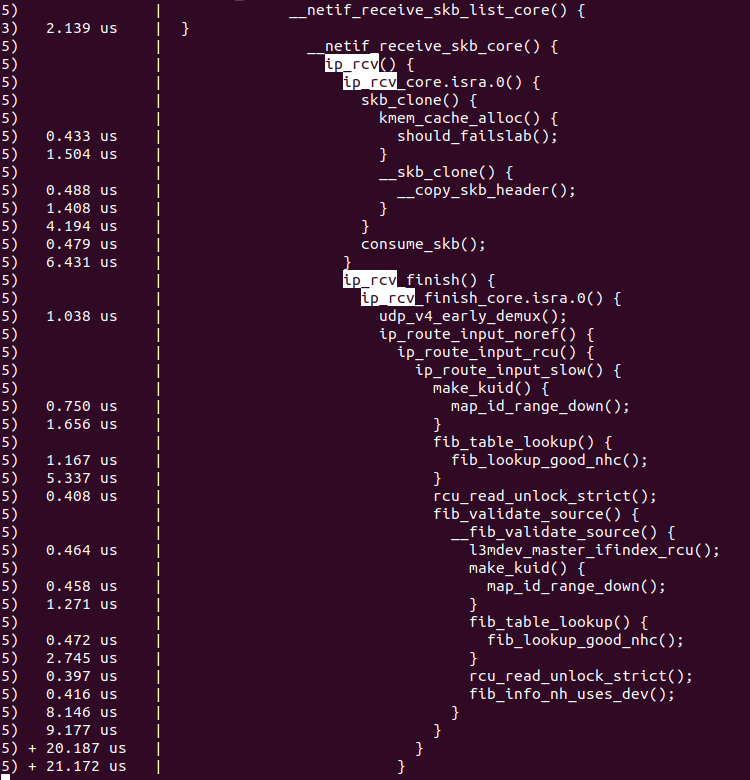 5)               |              __netif_receive_skb_list_core() {
3)   2.139 us    |  }
5)               |                __netif_receive_skb_core() {
5)               |                  ip_rcv() {
5)               |                    ip_rcv_core.isra.0() {
5)               |                      skb_clone() {
5)               |                        kmem_cache_alloc() {
5)   0.433 us    |                          should_failslab();
5)   1.504 us    |                        }
5)               |                        __skb_clone() {
5)   0.488 us    |                          __copy_skb_header();
5)   1.408 us    |                        }
5)   4.194 us    |                      }
5)   0.479 us    |                      consume_skb();
5)   6.431 us    |                    }
5)               |                    ip_rcv_finish() {
5)               |                      ip_rcv_finish_core.isra.0() {
5)   1.038 us    |                        udp_v4_early_demux();
5)               |                        ip_route_input_noref() {
5)               |                          ip_route_input_rcu() {
5)               |                            ip_route_input_slow() {
5)               |                              make_kuid() {
5)   0.750 us    |                                map_id_range_down();
5)   1.656 us    |                              }
5)               |                              fib_table_lookup() {
5)   1.167 us    |                                fib_lookup_good_nhc();
5)   5.337 us    |                              }
5)   0.408 us    |                              rcu_read_unlock_strict();
5)               |                              fib_validate_source() {
5)               |                                __fib_validate_source() {
5)   0.464 us    |                                  l3mdev_master_ifindex_rcu();
5)               |                                  make_kuid() {
5)   0.458 us    |                                    map_id_range_down();
5)   1.271 us    |                                  }
5)               |                                  fib_table_lookup() {
5)   0.472 us    |                                    fib_lookup_good_nhc();
5)   2.745 us    |                                  }
5)   0.397 us    |                                  rcu_read_unlock_strict();
5)   0.416 us    |                                  fib_info_nh_uses_dev();
5)   8.146 us    |                                }
5)   9.177 us    |                              }
5) + 20.187 us   |                            }
5) + 21.172 us   |                          }